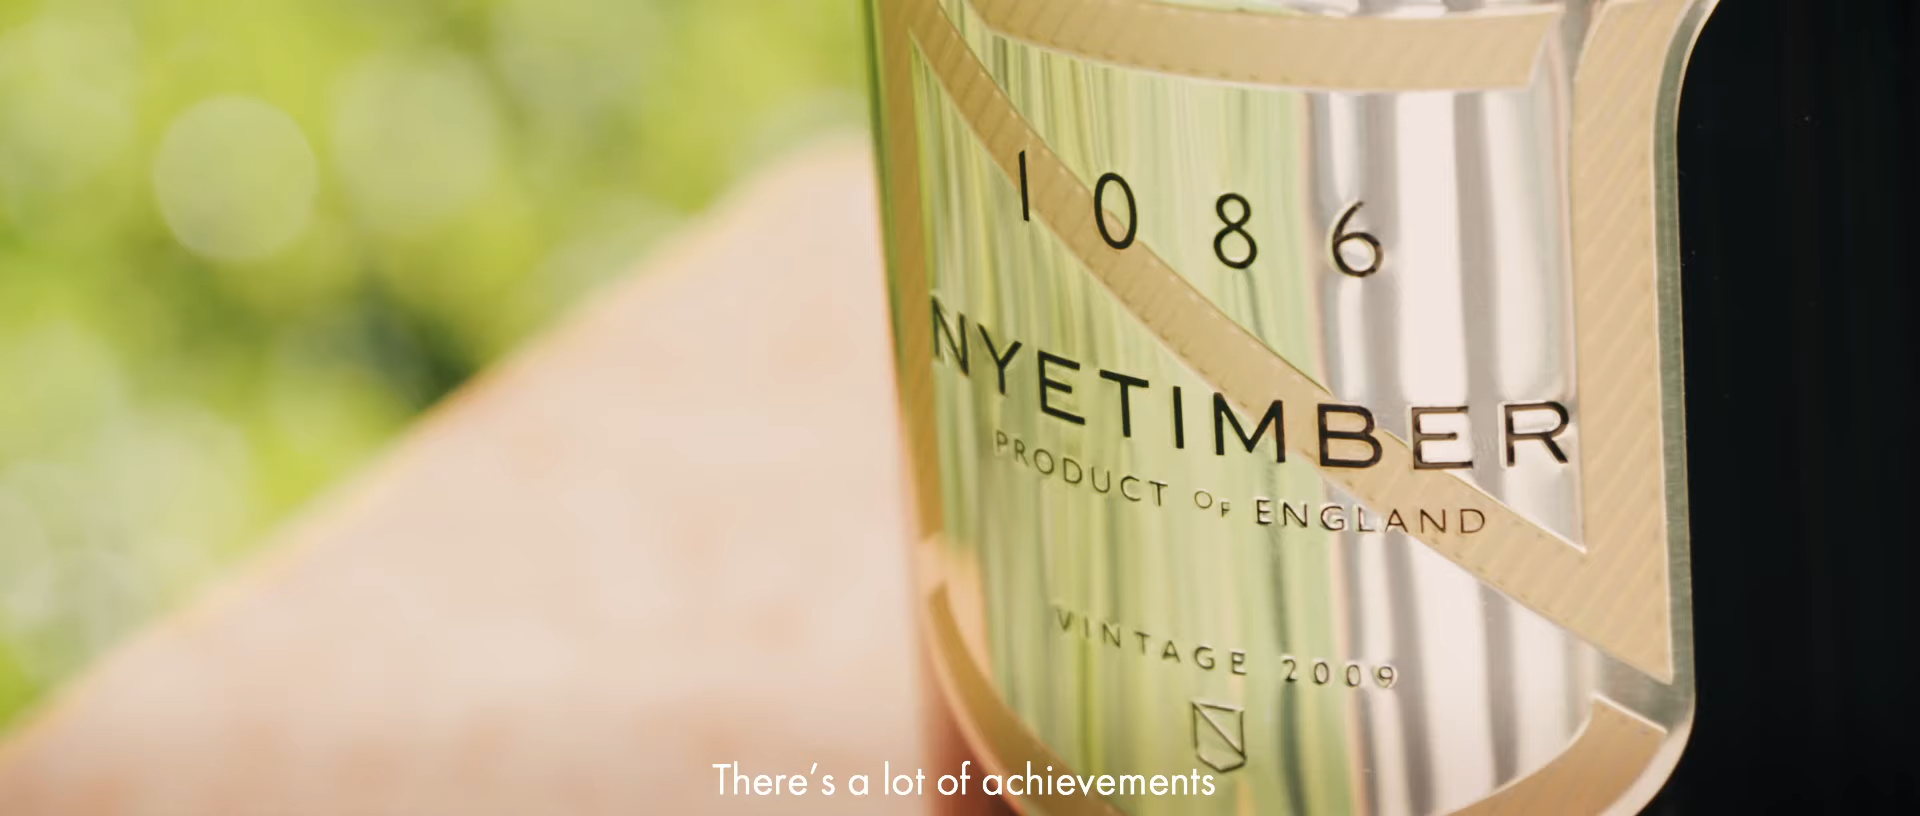 1086
NYETIMBER
PRODUCT OF ENGLAND
VINTAGE 2009
There's a lot of achievements